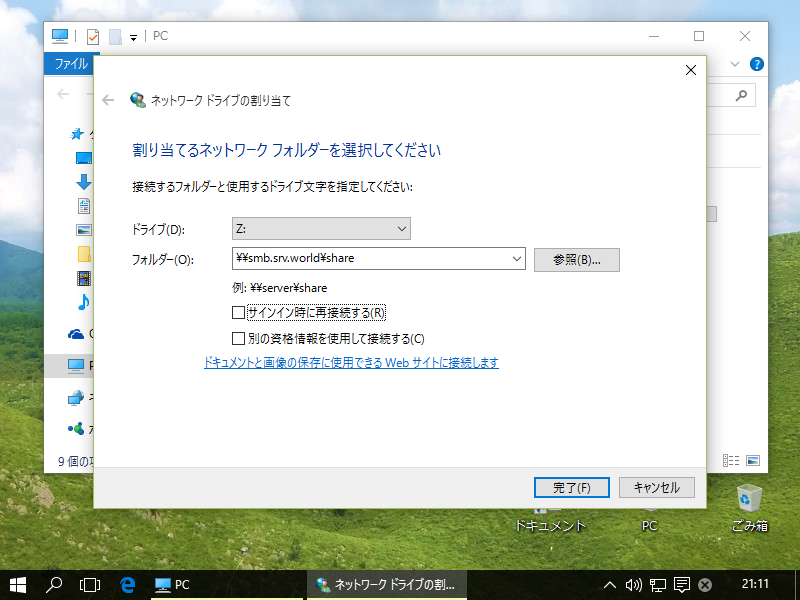 PC
ファイル
ネットワーク ドライブの割り当て
割り当てるネットワーク フォルダーを選択してください
接続するフォルダーと使用するドライブ文字を指定してください:
ドライブ(D):
Z:
フォルダー(O):
¥¥smb.srv.world¥share
参照(B)...
例: ¥¥server¥share
サインイン時に再接続する(R)
別の資格情報を使用して接続する(C)
ドキュメントと画像の保存に使用できる Web サイトに接続します
9 個の
完了(F)
キャンセル
ドキュメント
PC
ごみ箱
PC
ネットワーク ドライブの割...
21:11